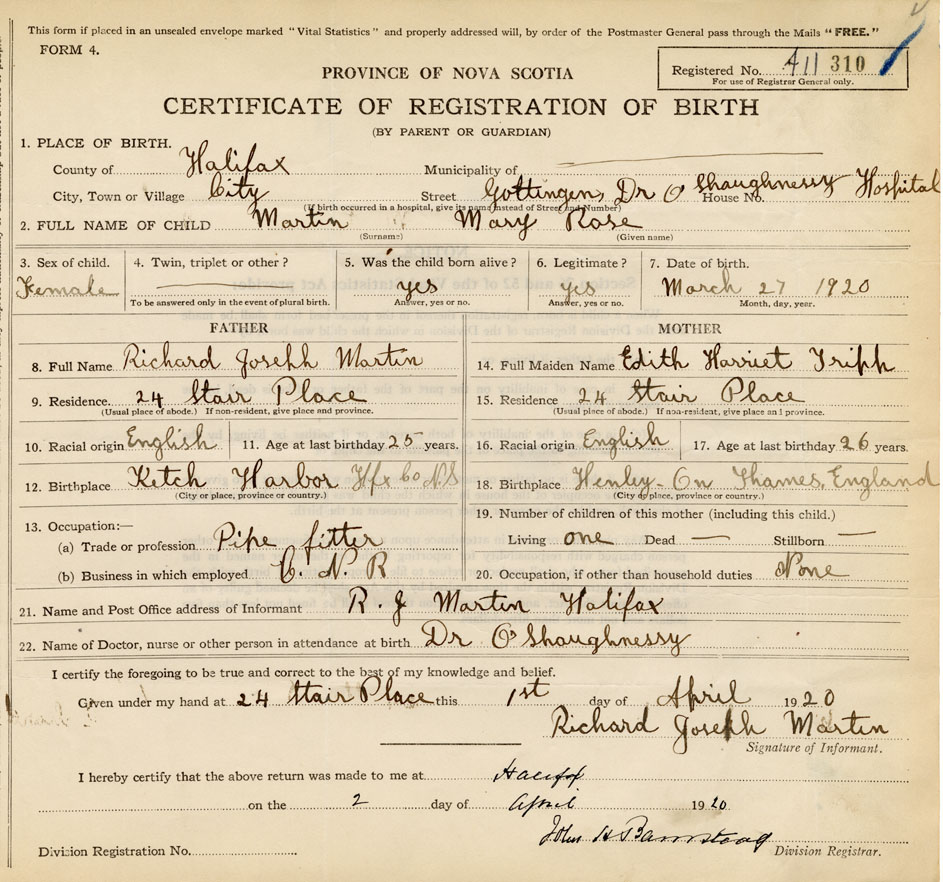 This form if placed in an unsealed envelope marked "Vital Statistics" and properly addressed will, by order of the Postmaster General pass through the Mails "FREE."
FORM 4.
Registered No. 411 310
For use of Registrar General only.
PROVINCE OF NOVA SCOTIA
CERTIFICATE OF REGISTRATION OF BIRTH
(BY PARENT OR GUARDIAN)
1. PLACE OF BIRTH.
County of Halifax Municipality of
City, Town or Village City Street Gottingen, Dr O'Shaughnessy Hospital House No.
(If birth occurred in a hospital, give its name instead of Street and Number)
2. FULL NAME OF CHILD Martin Mary Rose
(Surname) (Given name)
3. Sex of child. 4. Twin, triplet or other? 5. Was the child born alive? 6. Legitimate? 7. Date of birth.
Female — yes yes March 27 1920
To be answered only in the event of plural birth. Answer, yes or no. Answer, yes or no. Month, day, year.
FATHER
8. Full Name Richard Joseph Martin
9. Residence. 24 Stair Place
(Usual place of abode.) If non-resident, give place and province.
10. Racial origin English 11. Age at last birthday 25 years.
12. Birthplace Ketch Harbor Hfx Co N.S
(City or place, province or country.)
13. Occupation:—
(a) Trade or profession Pipe fitter
(b) Business in which employed C. N. R
MOTHER
14. Full Maiden Name Edith Harriet Tripp
15. Residence 24 Stair Place
(Usual place of abode.) If non-resident, give place and province.
16. Racial origin English 17. Age at last birthday 26 years.
18. Birthplace Henley-On Thames, England
(City or place, province or country.)
19. Number of children of this mother (including this child.)
Living one Dead — Stillborn —
20. Occupation, if other than household duties None
21. Name and Post Office address of Informant R. J Martin Halifax
22. Name of Doctor, nurse or other person in attendance at birth Dr O'Shaughnessy
I certify the foregoing to be true and correct to the best of my knowledge and belief.
Given under my hand at 24 Stair Place this 1st day of April 1920
Richard Joseph Martin
Signature of Informant.
I hereby certify that the above return was made to me at Halifax
on the 2 day of April 1920
John H Barnstead
Division Registrar.
Division Registration No.